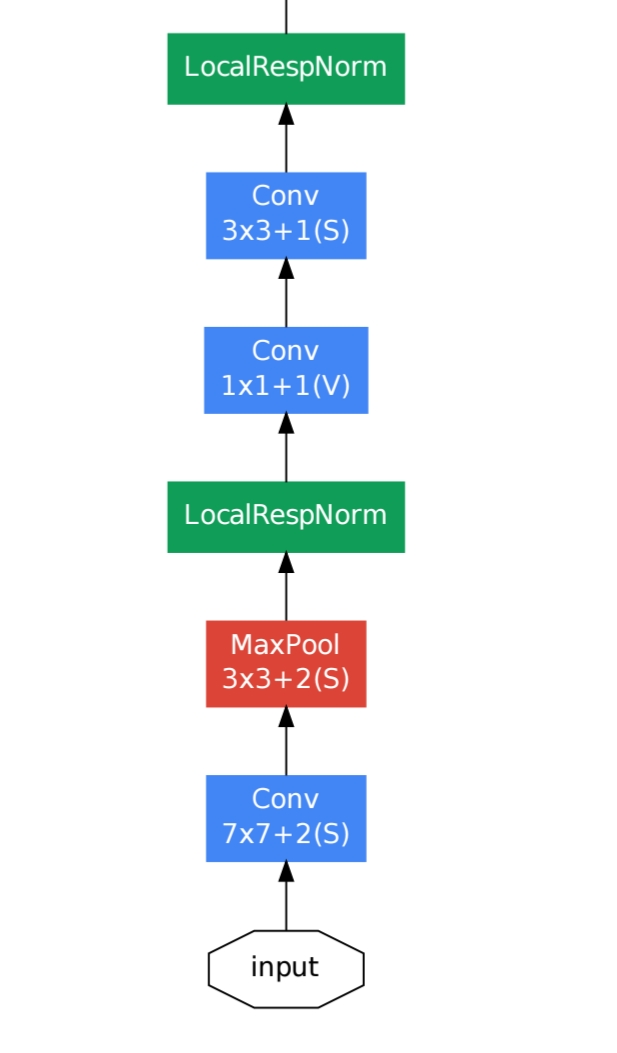 LocalRespNorm
Conv
3x3+1(S)
Conv
1x1+1(V)
LocalRespNorm
MaxPool
3x3+2(S)
Conv
7x7+2(S)
input